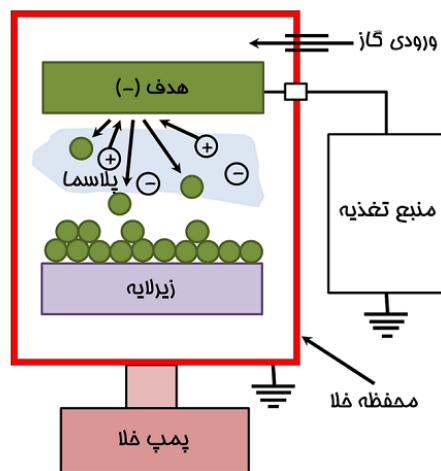 ورودی گاز
هدف (-)
+
+
-
-
پلاسما
منبع تغذیه
زیرلایه
محفظه خلا
پمپ خلا